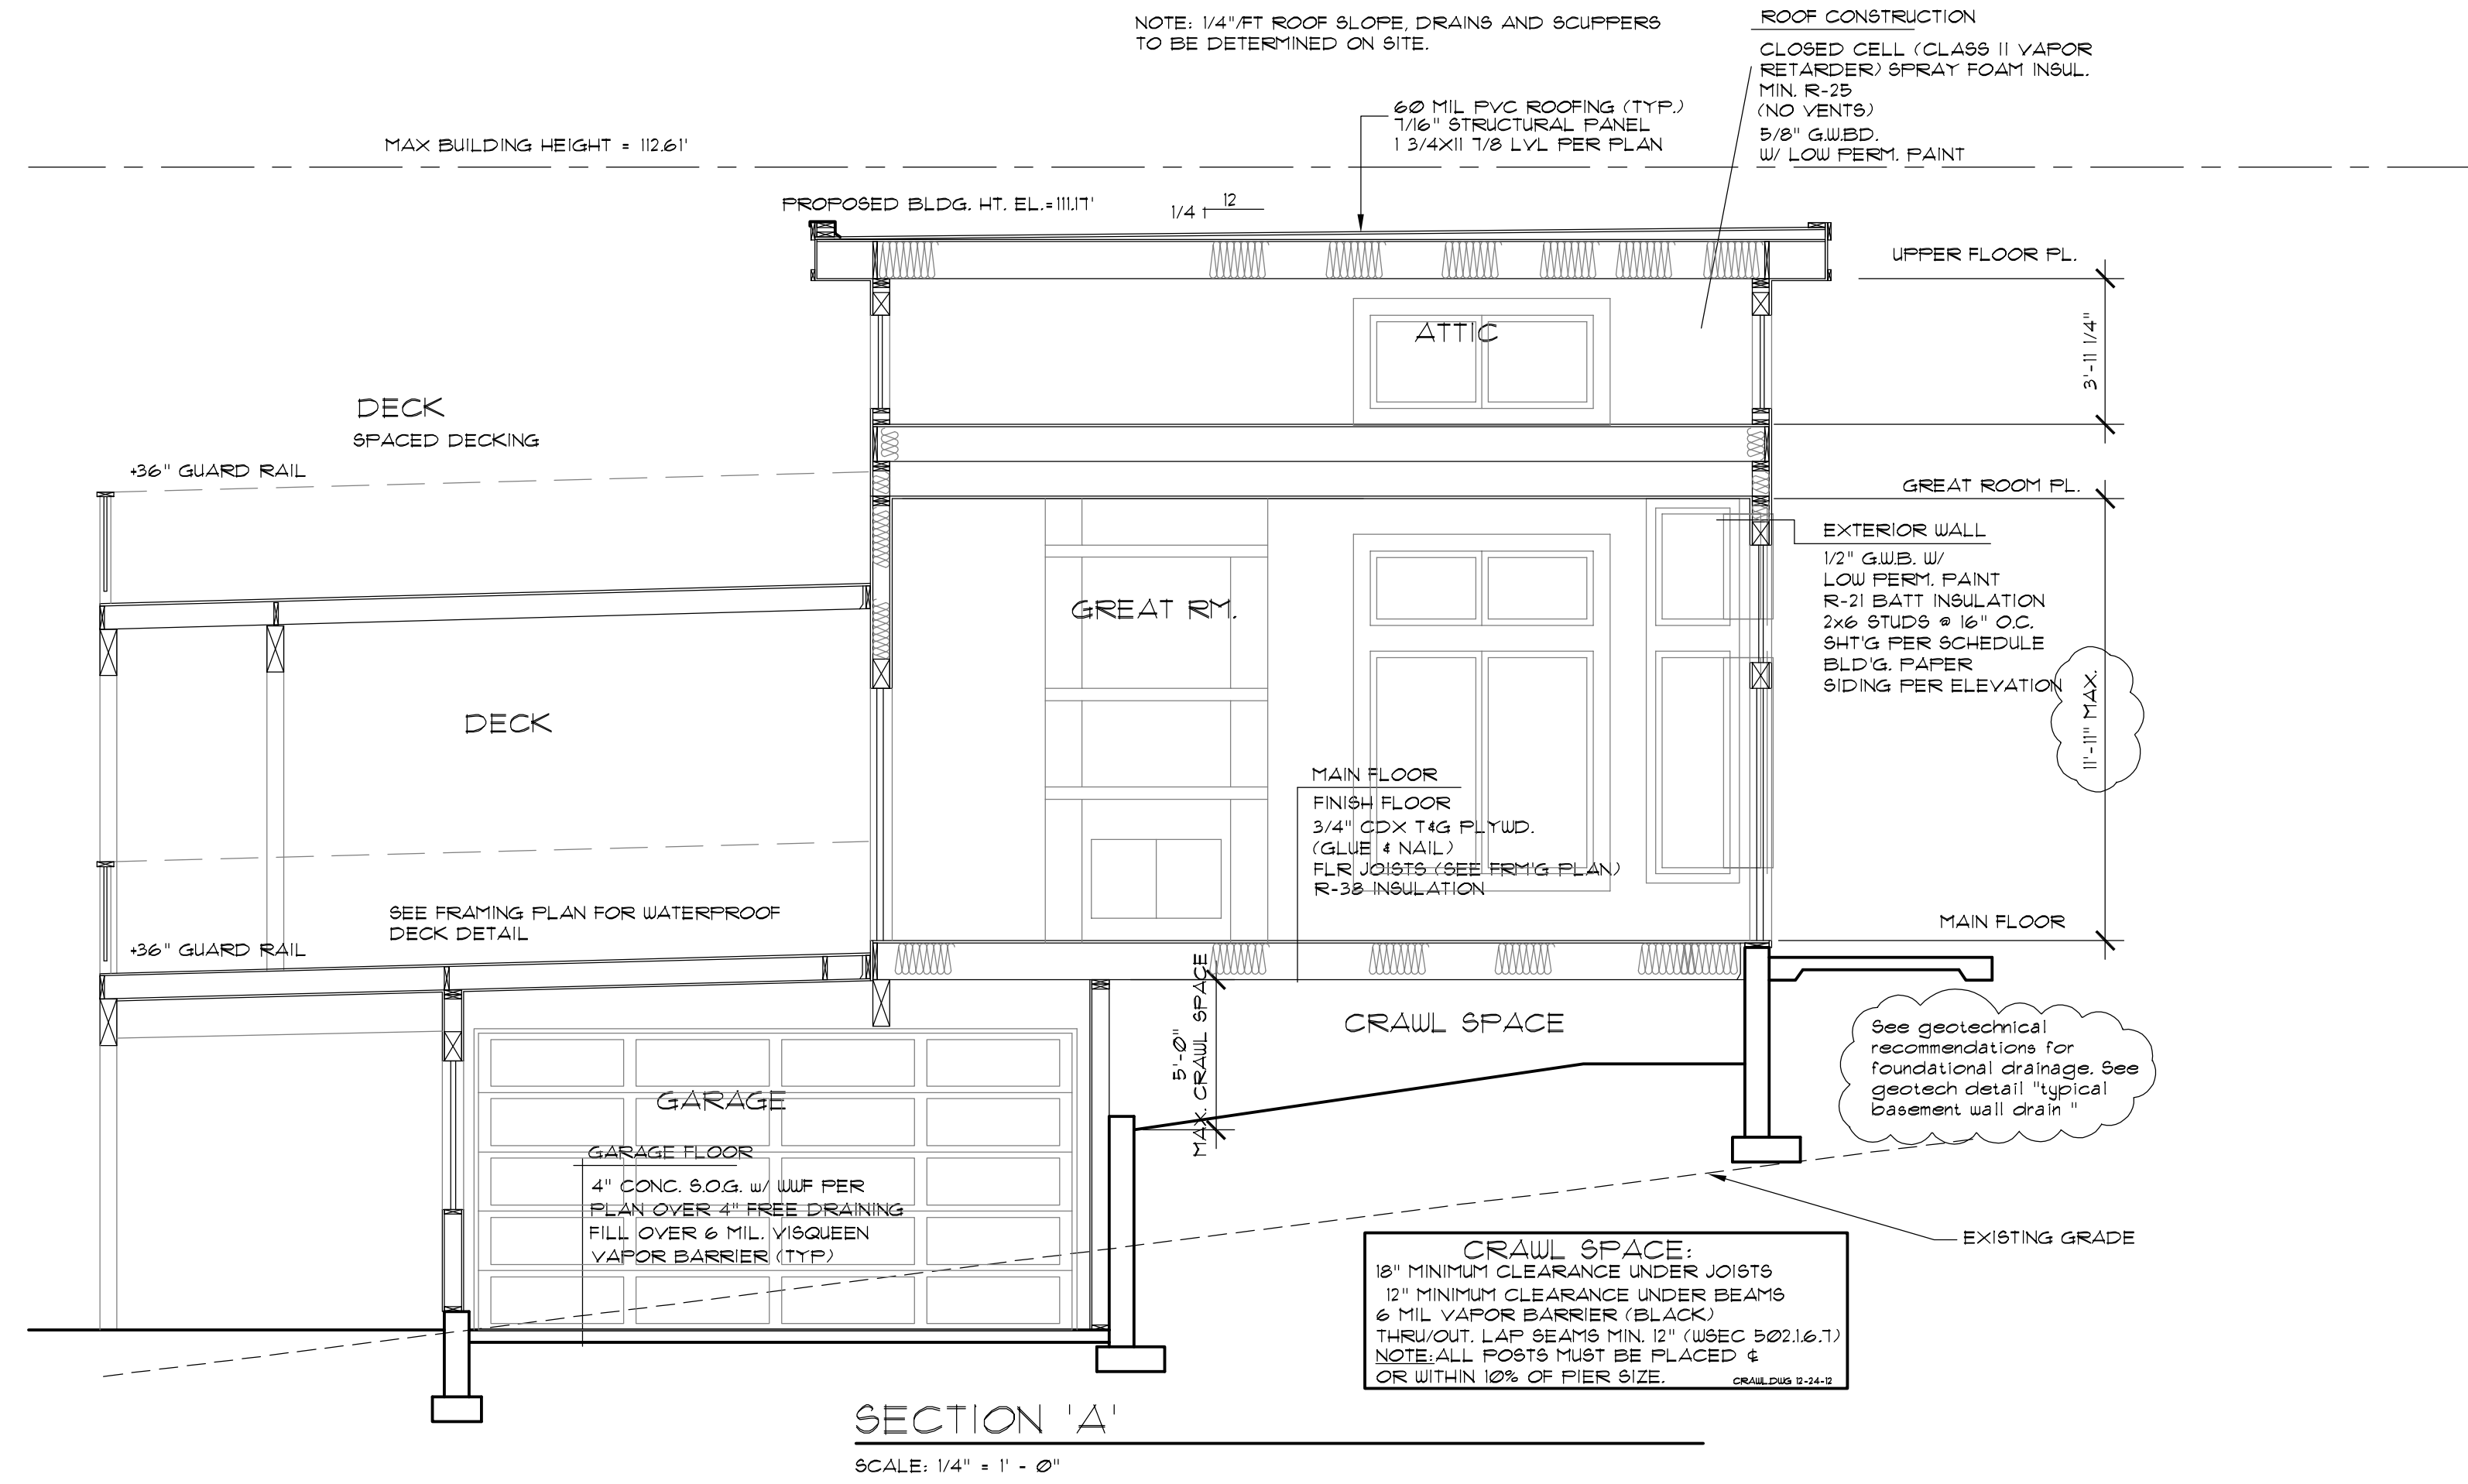 NOTE: 1/4"/FT ROOF SLOPE, DRAINS AND SCUPPERS
TO BE DETERMINED ON SITE.
ROOF CONSTRUCTION
CLOSED CELL (CLASS II VAPOR
RETARDER) SPRAY FOAM INSUL.
MIN. R-25
(NO VENTS)
5/8" G.W.BD.
W/ LOW PERM. PAINT
60 MIL PVC ROOFING (TYP.)
7/16" STRUCTURAL PANEL
1 3/4X11 7/8 LVL PER PLAN
MAX BUILDING HEIGHT = 112.61'
PROPOSED BLDG. HT. EL.=111.17'
12
1/4
UPPER FLOOR PL.
3'-11 1/4"
ATTIC
DECK
SPACED DECKING
+36" GUARD RAIL
GREAT ROOM PL.
EXTERIOR WALL
1/2" G.W.B. W/
LOW PERM. PAINT
R-21 BATT INSULATION
2x6 STUDS @ 16" O.C.
SHT'G PER SCHEDULE
BLD'G. PAPER
SIDING PER ELEVATION
11'-11" MAX.
GREAT RM.
DECK
MAIN FLOOR
FINISH FLOOR
3/4" CDX T&G PLYWD.
(GLUE & NAIL)
FLR JOISTS (SEE FRM'G PLAN)
R-38 INSULATION
SEE FRAMING PLAN FOR WATERPROOF
DECK DETAIL
+36" GUARD RAIL
MAIN FLOOR
5'-0"
MAX. CRAWL SPACE
CRAWL SPACE
See geotechnical
recommendations for
foundational drainage. See
geotech detail "typical
basement wall drain "
GARAGE
GARAGE FLOOR
4" CONC. S.O.G. w/ WWF PER
PLAN OVER 4" FREE DRAINING
FILL OVER 6 MIL. VISQUEEN
VAPOR BARRIER (TYP)
EXISTING GRADE
CRAWL SPACE:
18" MINIMUM CLEARANCE UNDER JOISTS
12" MINIMUM CLEARANCE UNDER BEAMS
6 MIL VAPOR BARRIER (BLACK)
THRU/OUT. LAP SEAMS MIN. 12" (WSEC 502.1.6.7)
NOTE: ALL POSTS MUST BE PLACED ℄
OR WITHIN 10% OF PIER SIZE.
CRAWL.DWG 12-24-12
SECTION 'A'
SCALE: 1/4" = 1' - 0"